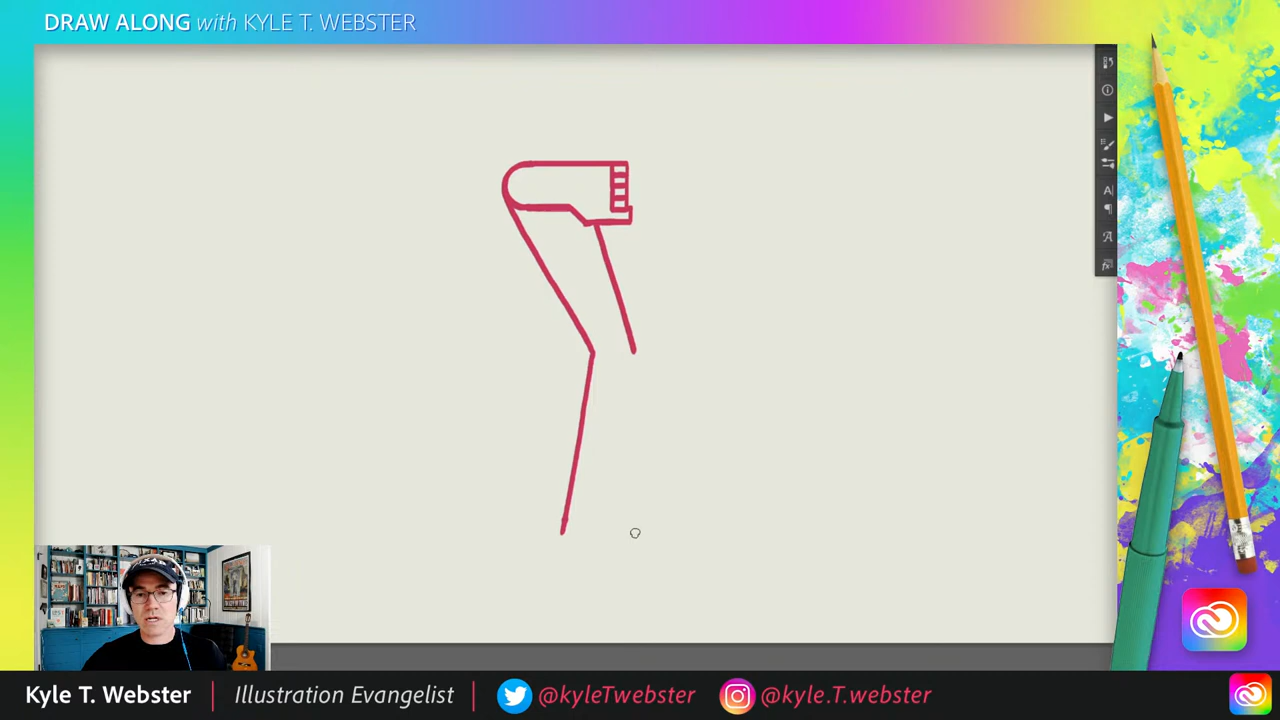 DRAW ALONG with KYLE T. WEBSTER
Kyle T. Webster | Illustration Evangelist @kyleTwebster @kyle.T.webster